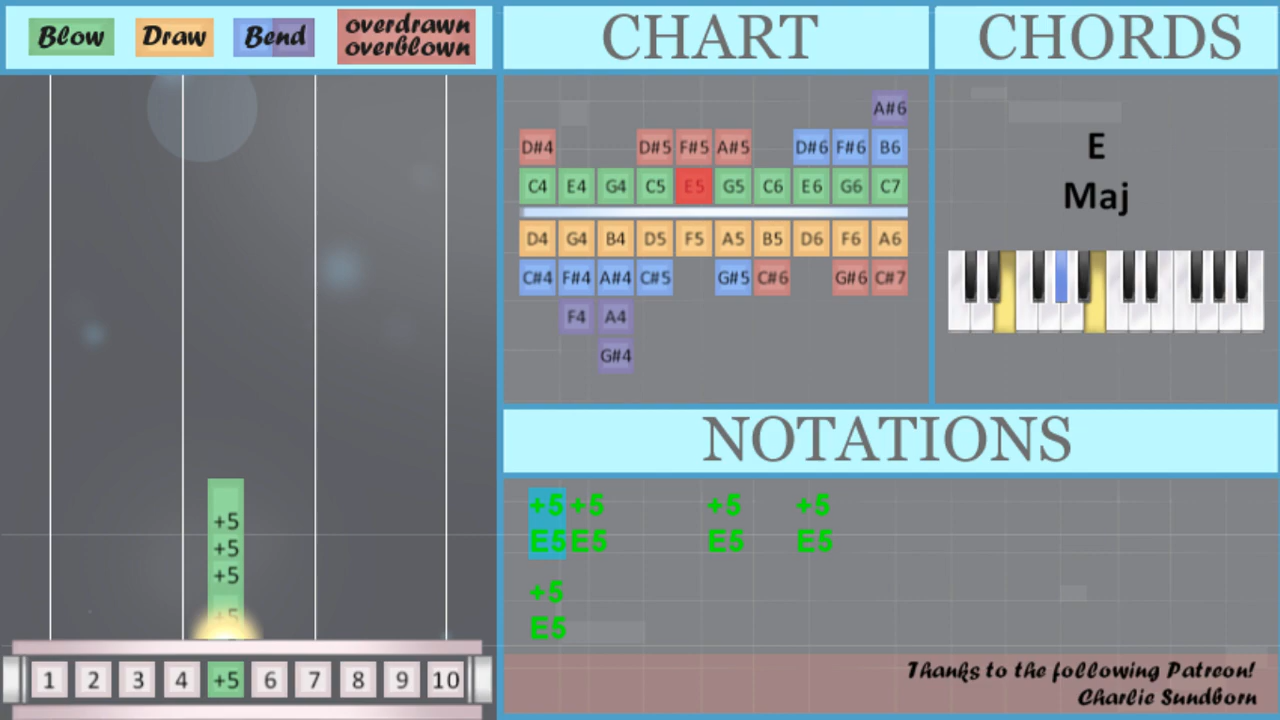 Blow Draw Bend overdrawn
overblown
CHART
CHORDS
A#6
D#4 D#5 F#5 A#5 D#6 F#6 B6
C4 E4 G4 C5 E5 G5 C6 E6 G6 C7
D4 G4 B4 D5 F5 A5 B5 D6 F6 A6
C#4 F#4 A#4 C#5 G#5 C#6 G#6 C#7
F4 A4
G#4
E
Maj
NOTATIONS
+5 +5 +5 +5
E5 E5 E5 E5
+5
E5
+5
+5
+5
+5
1 2 3 4 +5 6 7 8 9 10
Thanks to the following Patreon!
Charlie Sundborn